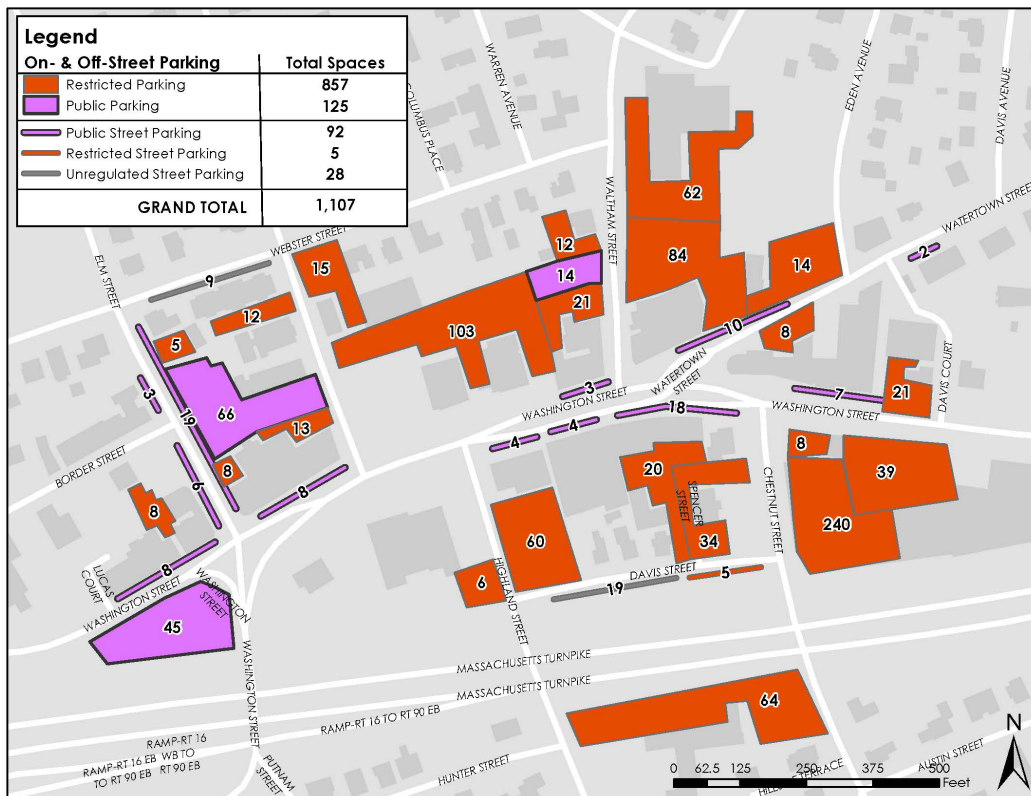 Legend
On- & Off-Street Parking Total Spaces
Restricted Parking 857
Public Parking 125
Public Street Parking 92
Restricted Street Parking 5
Unregulated Street Parking 28
GRAND TOTAL 1,107
COLUMBUS PLACE
WARREN AVENUE
EDEN AVENUE
DAVIS AVENUE
WALTHAM STREET
WATERTOWN STREET
ELM STREET
WEBSTER STREET
62
12
14
84
14
2
15
9
21
12
103
10
8
5
WATERTOWN
STREET
DAVIS COURT
3
3
7
21
66
19
WASHINGTON STREET
18
WASHINGTON STREET
13
4
4
BORDER STREET
8
8
20
8
39
6
8
SPENCER
STREET
CHESTNUT STREET
8
60
34
240
LUCAS
COURT
8
WASHINGTON STREET
WASHINGTON
STREET
6
HIGHLAND STREET
DAVIS STREET
19
5
45
WASHINGTON STREET
MASSACHUSETTS TURNPIKE
MASSACHUSETTS TURNPIKE
64
RAMP-RT 16 TO RT 90 EB
RAMP-RT 16
RAMP-RT 16 EB WB TO
TO RT 90 EB RT 90 EB
PUTNAM
STREET
HUNTER STREET
AUSTIN STREET
N
0 62.5 125 250 375 500
Feet
TERRACE